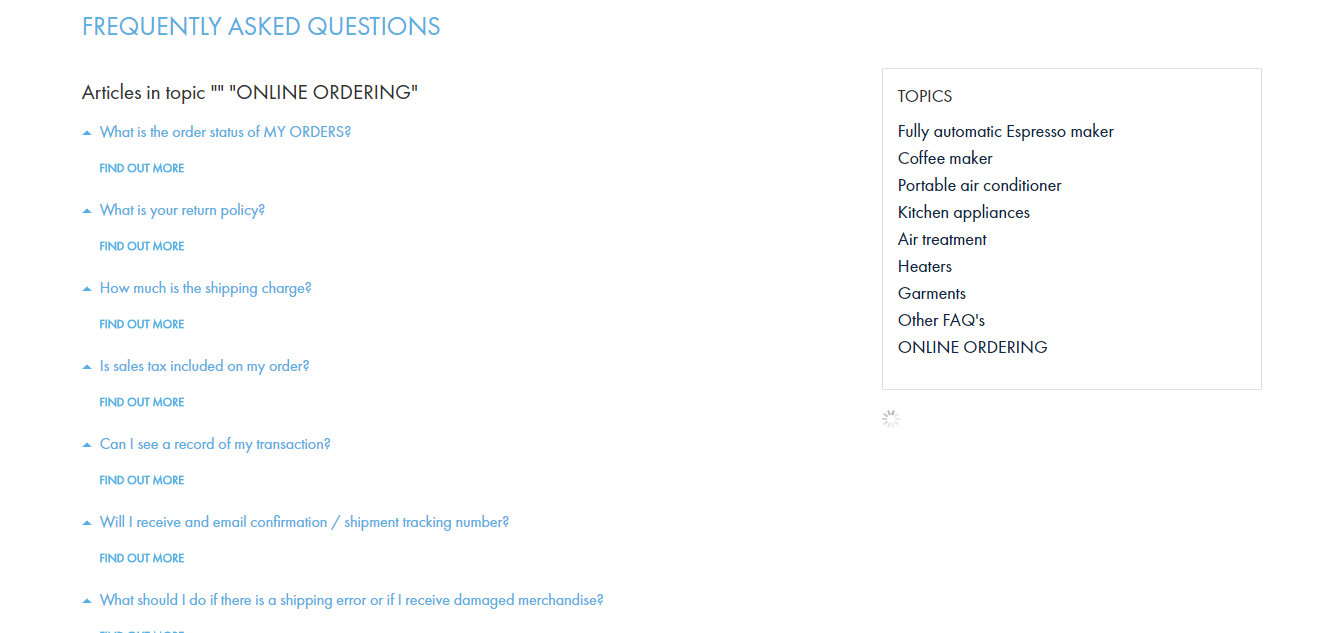 FREQUENTLY ASKED QUESTIONS
Articles in topic "" "ONLINE ORDERING"
What is the order status of MY ORDERS?
FIND OUT MORE
What is your return policy?
FIND OUT MORE
How much is the shipping charge?
FIND OUT MORE
Is sales tax included on my order?
FIND OUT MORE
Can I see a record of my transaction?
FIND OUT MORE
Will I receive and email confirmation / shipment tracking number?
FIND OUT MORE
What should I do if there is a shipping error or if I receive damaged merchandise?
FIND OUT MORE
TOPICS
Fully automatic Espresso maker
Coffee maker
Portable air conditioner
Kitchen appliances
Air treatment
Heaters
Garments
Other FAQ's
ONLINE ORDERING